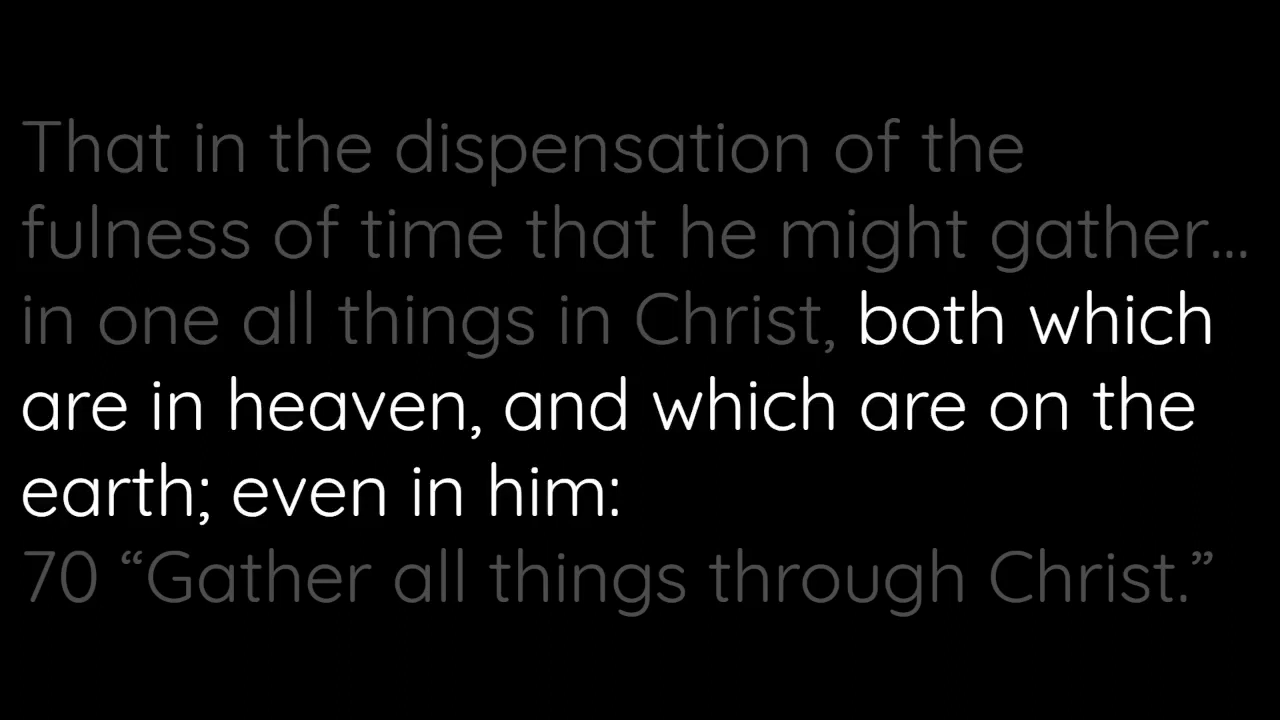 That in the dispensation of the
fulness of time that he might gather...
in one all things in Christ, both which
are in heaven, and which are on the
earth; even in him:
70 “Gather all things through Christ.”